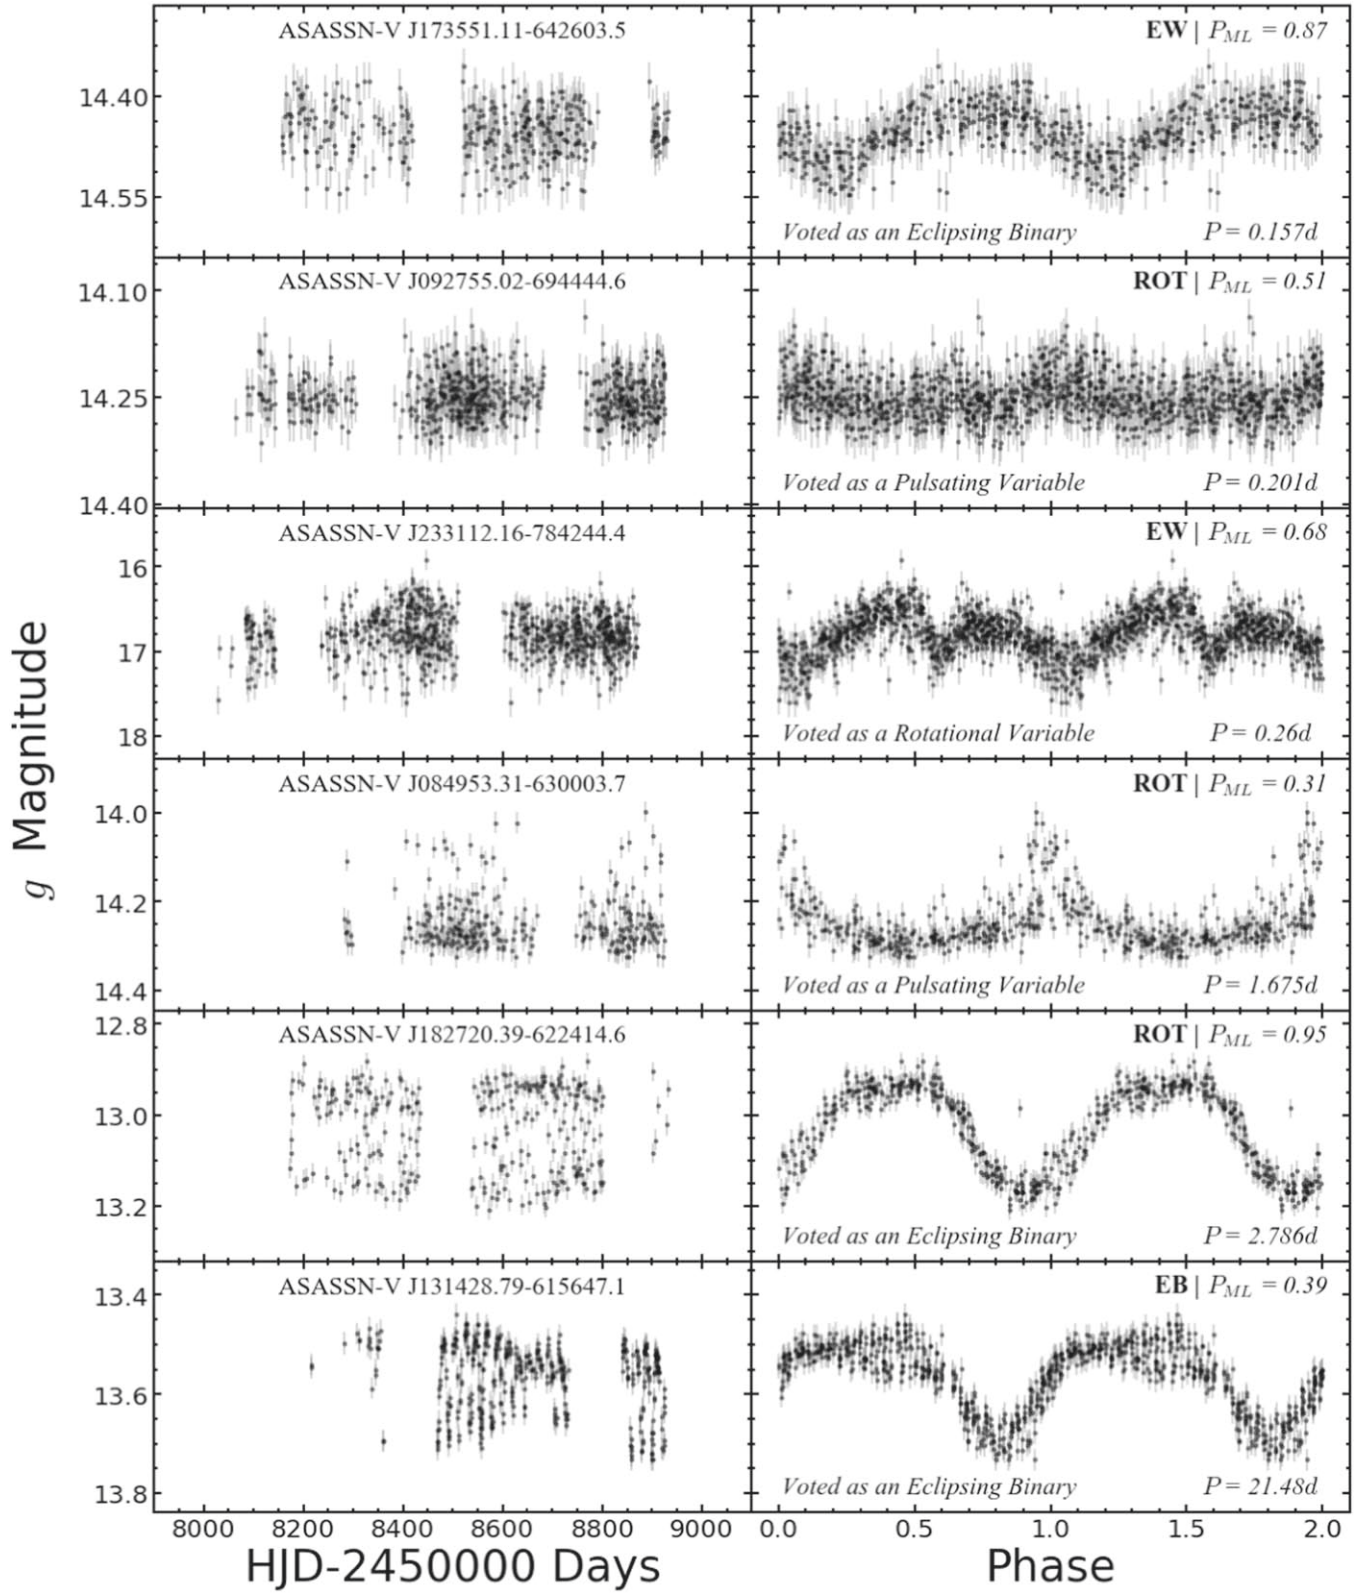 ASASSN-V J173551.11-642603.5
EW | P_ML = 0.87
14.40
14.55
Voted as an Eclipsing Binary
P = 0.157d
ASASSN-V J092755.02-694444.6
ROT | P_ML = 0.51
14.10
14.25
14.40
Voted as a Pulsating Variable
P = 0.201d
ASASSN-V J233112.16-784244.4
EW | P_ML = 0.68
16
17
18
Voted as a Rotational Variable
P = 0.26d
ASASSN-V J084953.31-630003.7
ROT | P_ML = 0.31
14.0
14.2
14.4
Voted as a Pulsating Variable
P = 1.675d
ASASSN-V J182720.39-622414.6
ROT | P_ML = 0.95
12.8
13.0
13.2
Voted as an Eclipsing Binary
P = 2.786d
ASASSN-V J131428.79-615647.1
EB | P_ML = 0.39
13.4
13.6
13.8
Voted as an Eclipsing Binary
P = 21.48d
g Magnitude
8000 8200 8400 8600 8800 9000
0.0 0.5 1.0 1.5 2.0
HJD-2450000 Days
Phase